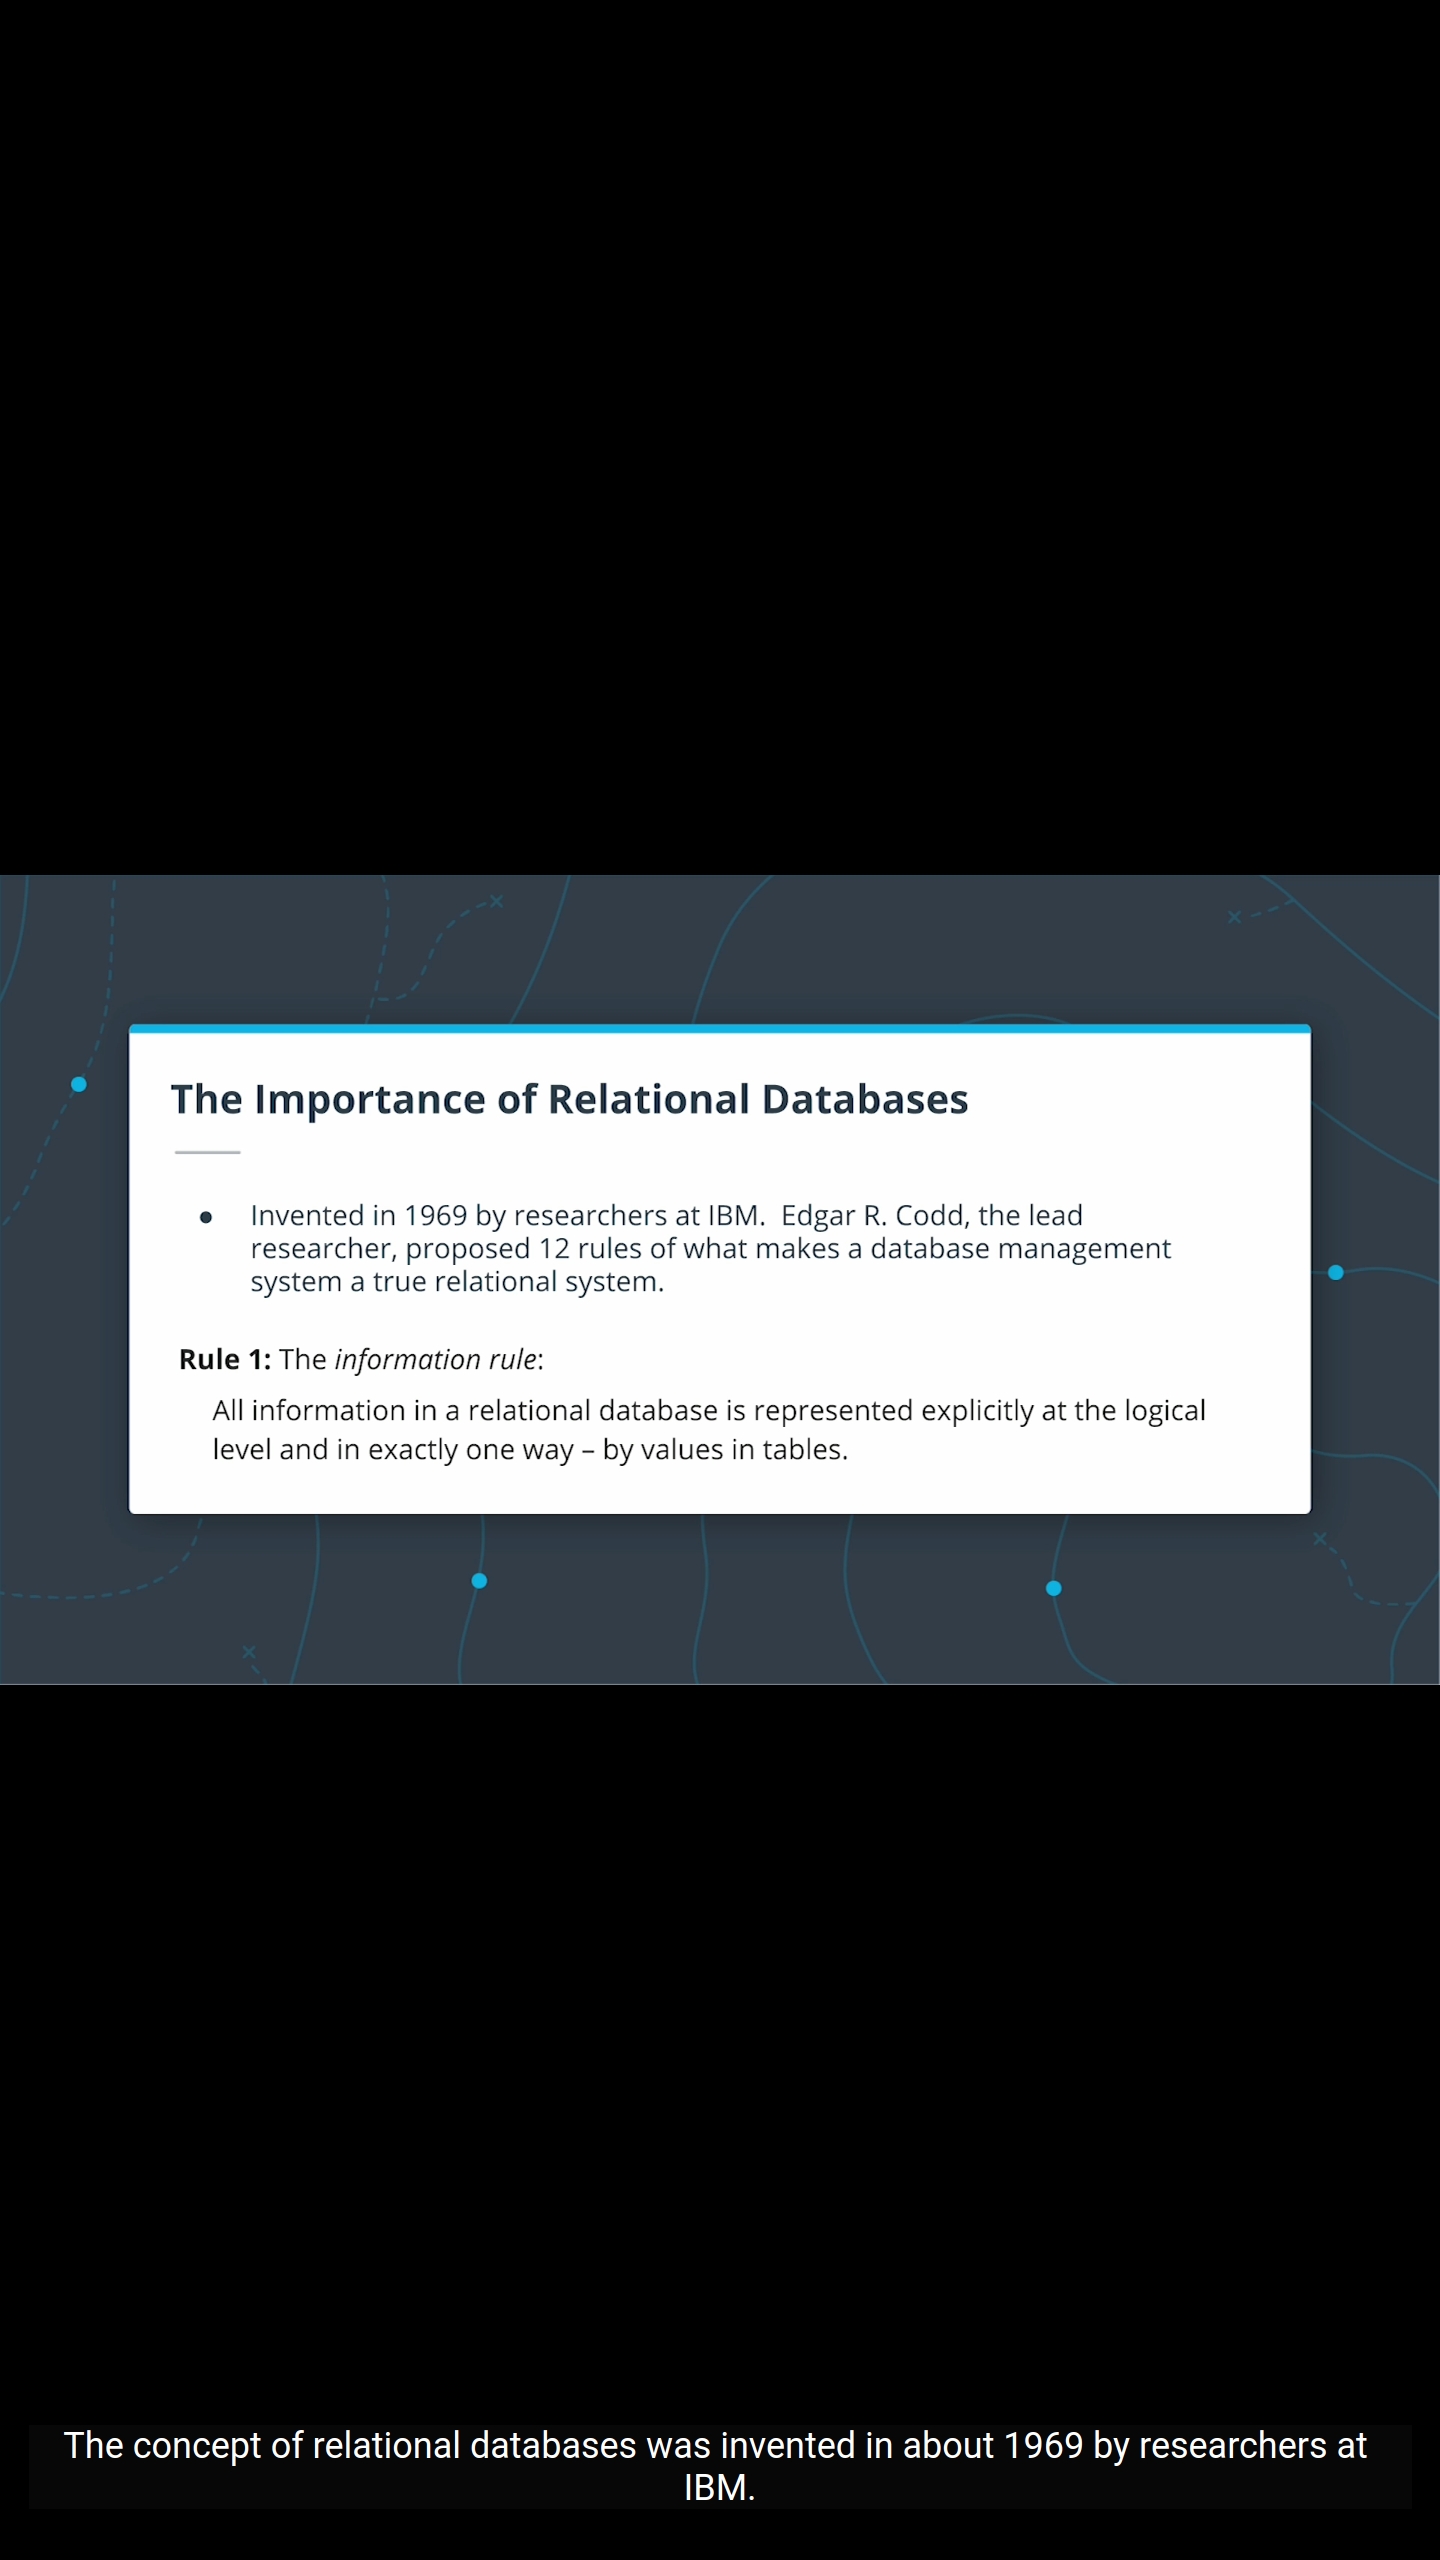 The Importance of Relational Databases
● Invented in 1969 by researchers at IBM.  Edgar R. Codd, the lead
researcher, proposed 12 rules of what makes a database management
system a true relational system.
Rule 1: The information rule:
All information in a relational database is represented explicitly at the logical
level and in exactly one way – by values in tables.
The concept of relational databases was invented in about 1969 by researchers at
IBM.